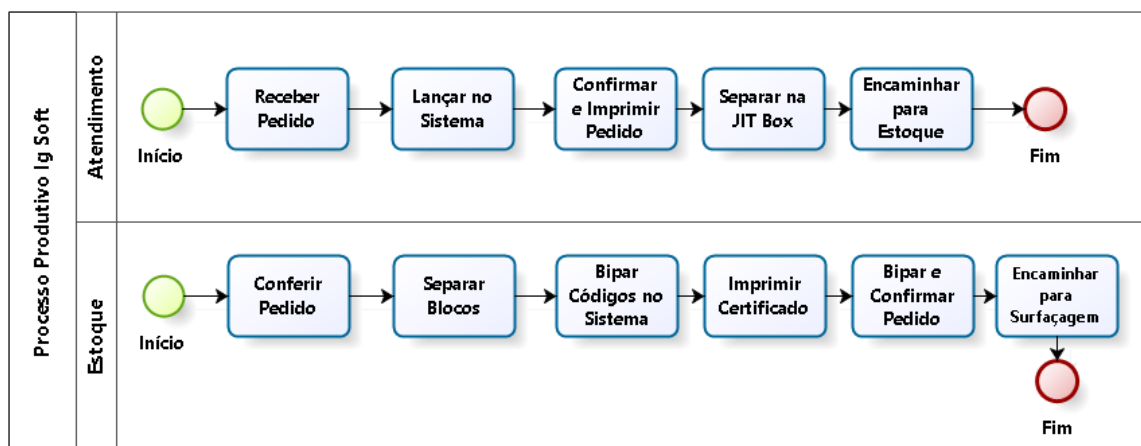 Processo Produtivo Ig Soft
Atendimento
Início
Receber
Pedido
Lançar no
Sistema
Confirmar
e Imprimir
Pedido
Separar na
JIT Box
Encaminhar
para
Estoque
Fim
Estoque
Início
Conferir
Pedido
Separar
Blocos
Bipar
Códigos no
Sistema
Imprimir
Certificado
Bipar e
Confirmar
Pedido
Encaminhar
para
Surfaçagem
Fim